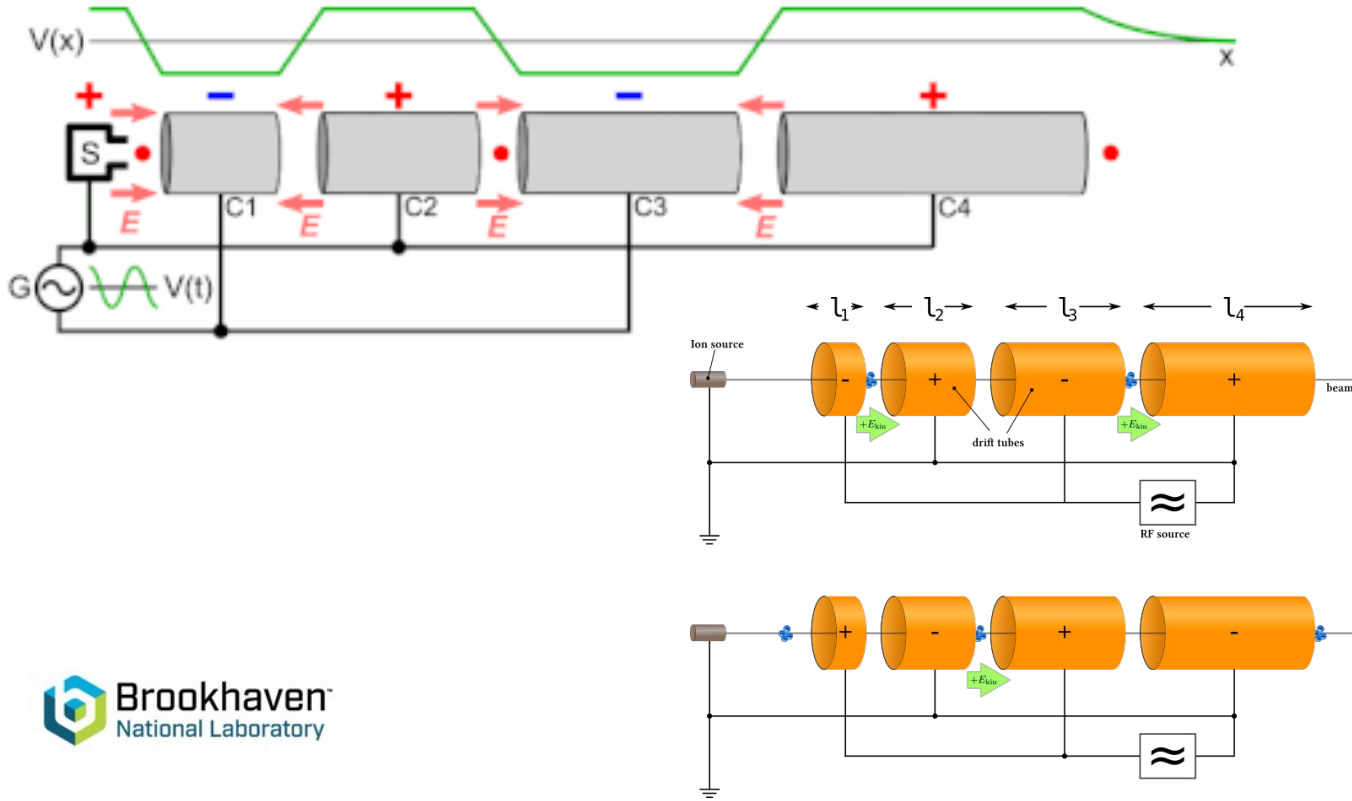 V(x)
x
+ − + − +
S
E E E E
C1 C2 C3 C4
G V(t)
l1 l2 l3 l4
Ion source
- + - +
beam
+Ekin +Ekin
drift tubes
≈
RF source
+ - + -
+Ekin
≈
Brookhaven™
National Laboratory